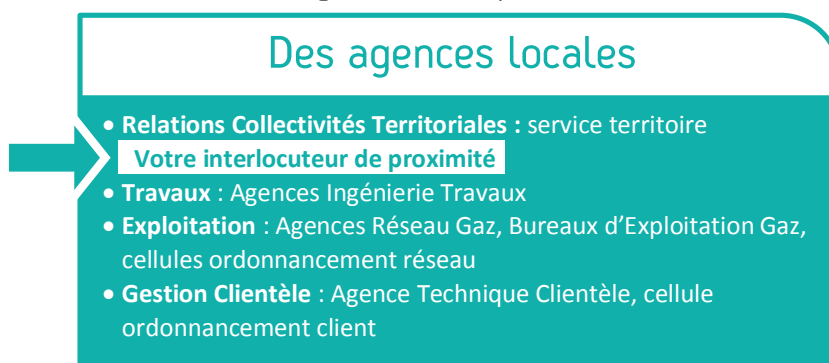 Des agences locales
• Relations Collectivités Territoriales : service territoire
Votre interlocuteur de proximité
• Travaux : Agences Ingénierie Travaux
• Exploitation : Agences Réseau Gaz, Bureaux d’Exploitation Gaz,
cellules ordonnancement réseau
• Gestion Clientèle : Agence Technique Clientèle, cellule
ordonnancement client